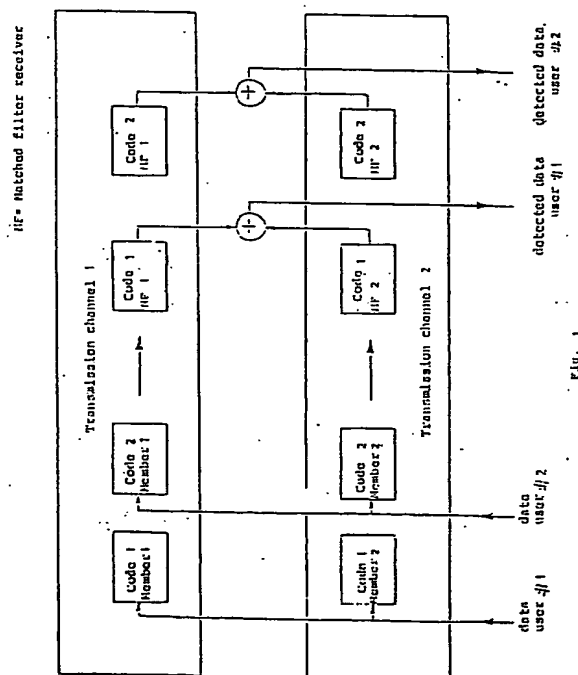 MF= Matched filter receiver
Transmission channel 1
Code 1
Member 1
Code 2
Member 1
Code 1
MF 1
Code 2
MF 1
Code 1
Member 2
Code 2
Member 2
Code 1
MF 2
Code 2
MF 2
+
+
Transmission channel 2
data
user #1
data
user #2
detected data
user #1
detected data.
user #2
Fig. 1